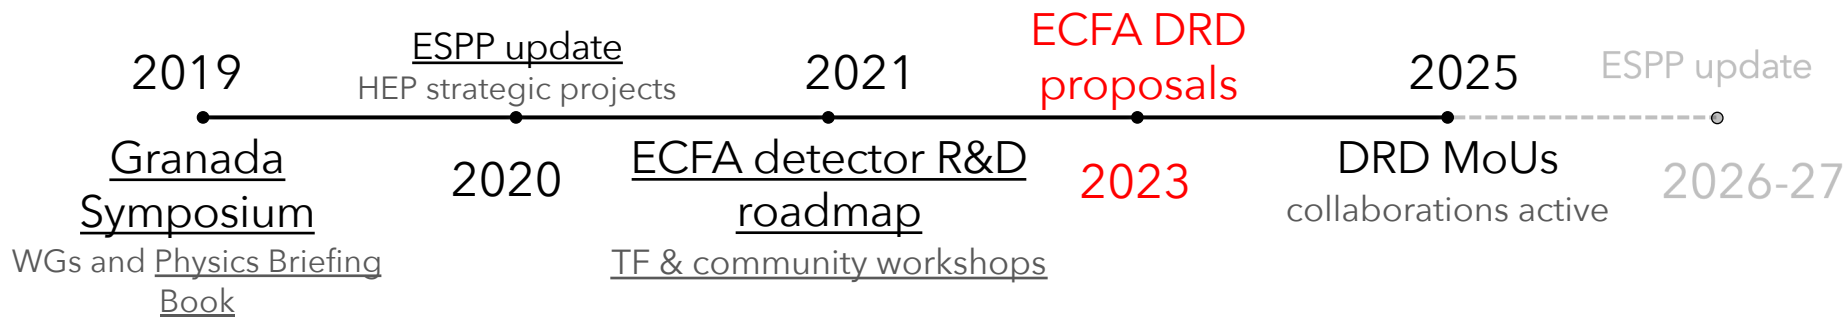 2019
Granada
Symposium
WGs and Physics Briefing
Book
ESPP update
HEP strategic projects
2020
2021
ECFA detector R&D
roadmap
TF & community workshops
ECFA DRD
proposals
2023
2025
DRD MoUs
collaborations active
ESPP update
2026-27